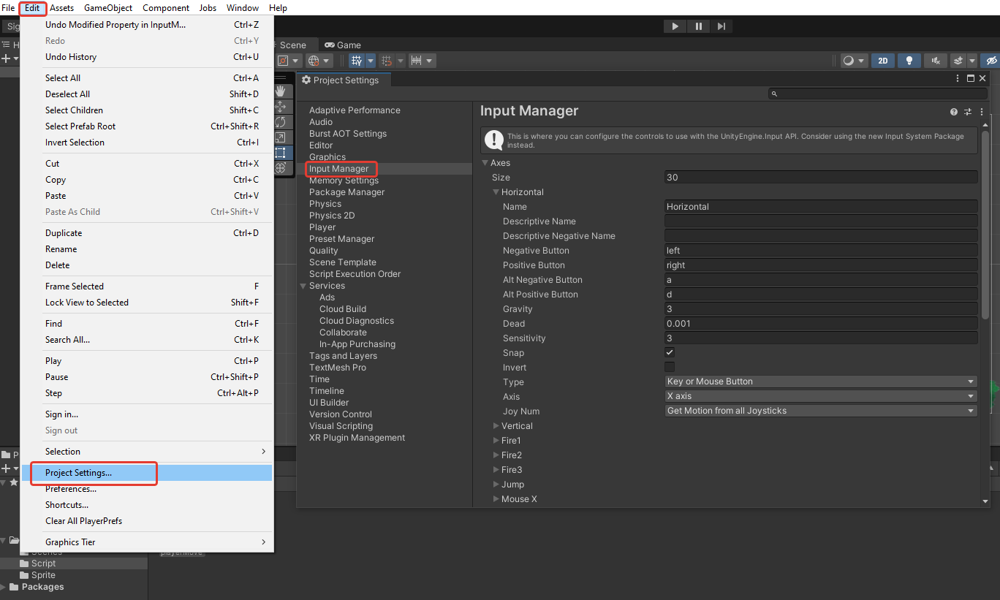 File Edit Assets GameObject Component Jobs Window Help
Undo Modified Property in InputM... Ctrl+Z
Redo Ctrl+Y
Undo History Ctrl+U
Select All Ctrl+A
Deselect All Shift+D
Select Children Shift+C
Select Prefab Root Ctrl+Shift+R
Invert Selection Ctrl+I
Cut Ctrl+X
Copy Ctrl+C
Paste Ctrl+V
Paste As Child Ctrl+Shift+V
Duplicate Ctrl+D
Rename
Delete
Frame Selected F
Lock View to Selected Shift+F
Find Ctrl+F
Search All... Ctrl+K
Play Ctrl+P
Pause Ctrl+Shift+P
Step Ctrl+Alt+P
Sign in...
Sign out
Selection
Project Settings...
Preferences...
Shortcuts...
Clear All PlayerPrefs
Graphics Tier
Scenes
Script
Sprite
Packages
playerMove
Scene Game
2D
Project Settings
Adaptive Performance
Audio
Burst AOT Settings
Editor
Graphics
Input Manager
Memory Settings
Package Manager
Physics
Physics 2D
Player
Preset Manager
Quality
Scene Template
Script Execution Order
Services
Ads
Cloud Build
Cloud Diagnostics
Collaborate
In-App Purchasing
Tags and Layers
TextMesh Pro
Time
Timeline
UI Builder
Version Control
Visual Scripting
XR Plugin Management
Input Manager
This is where you can configure the controls to use with the UnityEngine.Input API. Consider using the new Input System Package
instead.
Axes
Size 30
Horizontal
Name Horizontal
Descriptive Name
Descriptive Negative Name
Negative Button left
Positive Button right
Alt Negative Button a
Alt Positive Button d
Gravity 3
Dead 0.001
Sensitivity 3
Snap
Invert
Type Key or Mouse Button
Axis X axis
Joy Num Get Motion from all Joysticks
Vertical
Fire1
Fire2
Fire3
Jump
Mouse X